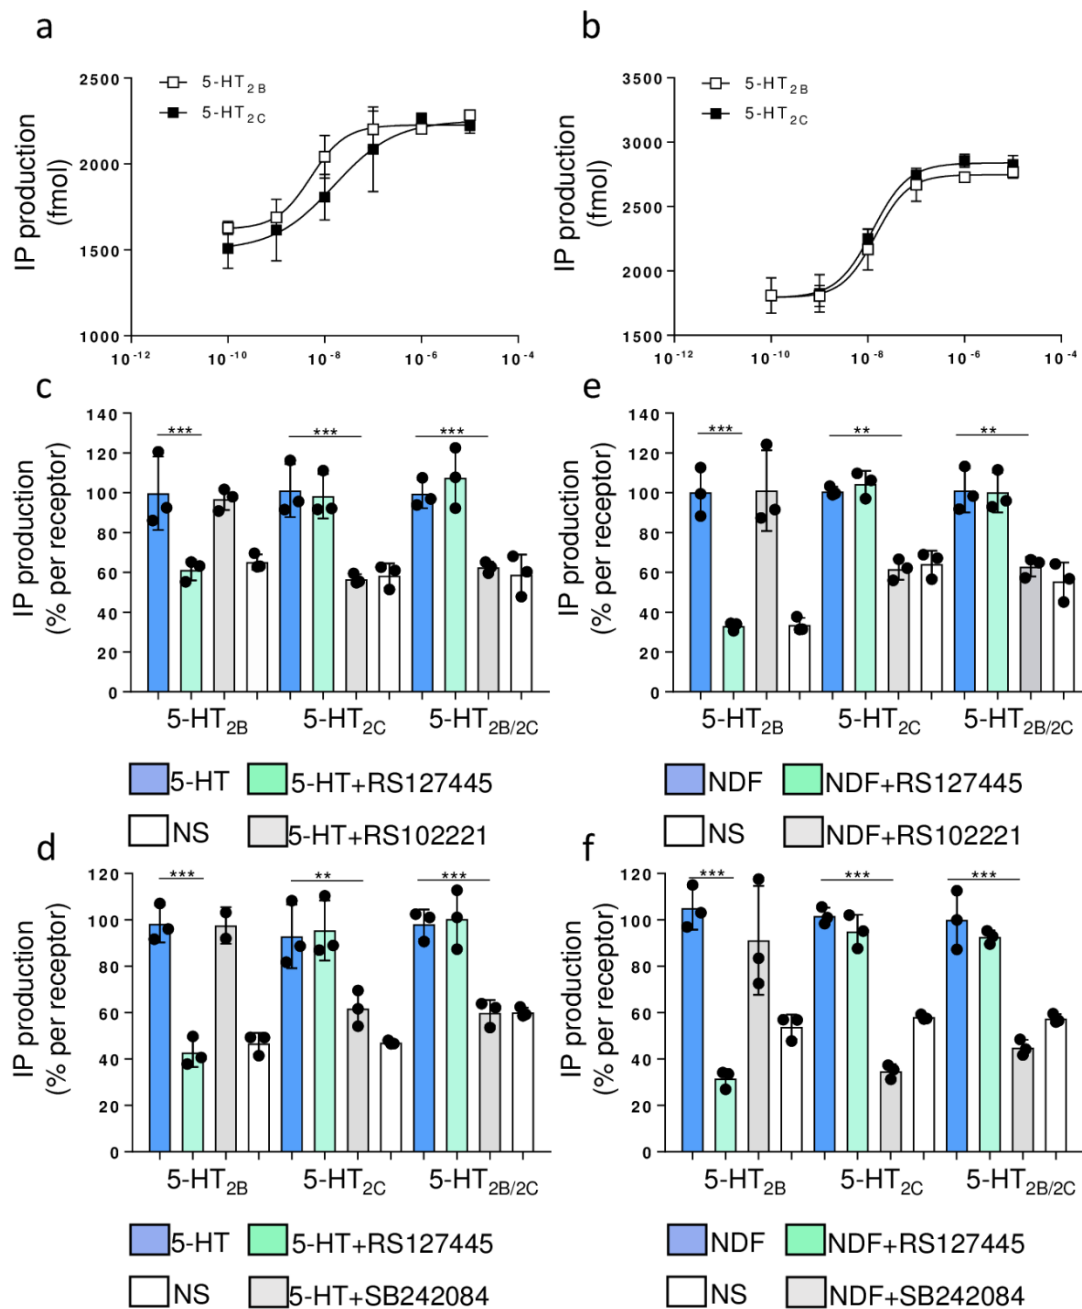 a
b
2500
2000
1500
1000
IP production
(fmol)
5-HT2B
5-HT2C
10-12
10-10
10-8
10-6
10-4
3500
3000
2500
2000
1500
IP production
(fmol)
5-HT2B
5-HT2C
10-12
10-10
10-8
10-6
10-4
c
e
140
120
100
80
60
40
20
0
IP production
(% per receptor)
***
***
***
5-HT2B
5-HT2C
5-HT2B/2C
5-HT
5-HT+RS127445
NS
5-HT+RS102221
140
120
100
80
60
40
20
0
IP production
(% per receptor)
***
**
**
5-HT2B
5-HT2C
5-HT2B/2C
NDF
NDF+RS127445
NS
NDF+RS102221
d
f
120
100
80
60
40
20
0
IP production
(% per receptor)
***
**
***
5-HT2B
5-HT2C
5-HT2B/2C
5-HT
5-HT+RS127445
NS
5-HT+SB242084
120
100
80
60
40
20
0
IP production
(% per receptor)
***
***
***
5-HT2B
5-HT2C
5-HT2B/2C
NDF
NDF+RS127445
NS
NDF+SB242084